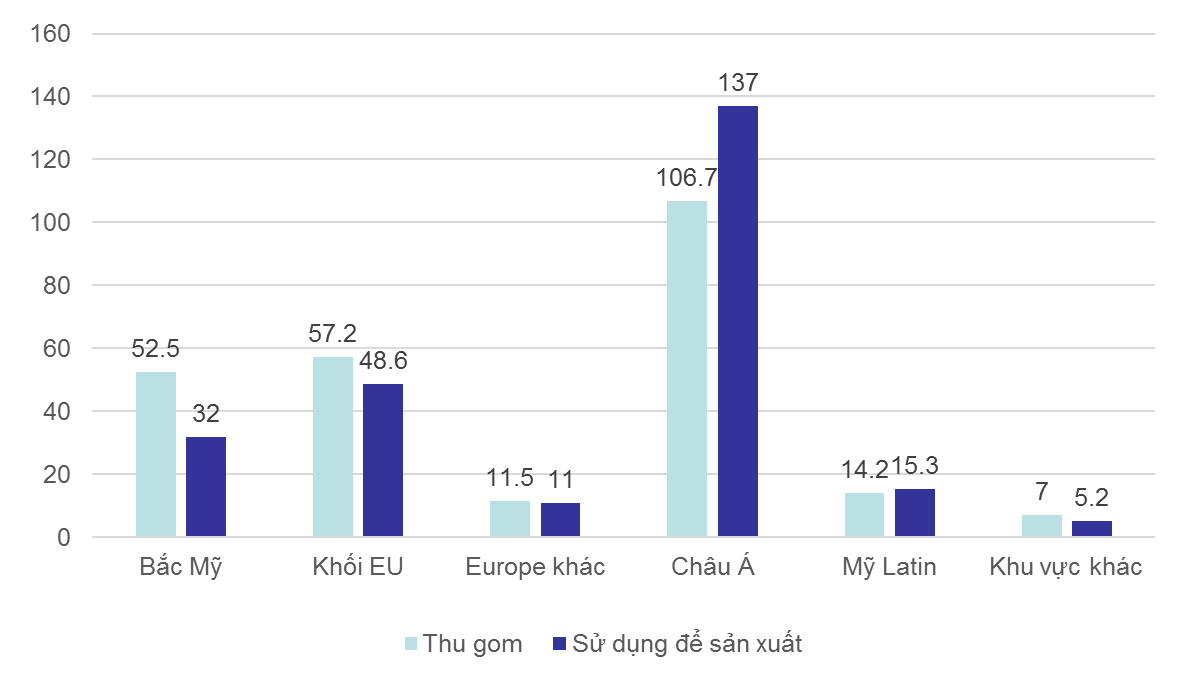 160
140
120
100
80
60
40
20
0
52.5
32
57.2
48.6
11.5
11
106.7
137
14.2
15.3
7
5.2
Bắc Mỹ
Khối EU
Europe khác
Châu Á
Mỹ Latin
Khu vực khác
Thu gom
Sử dụng để sản xuất